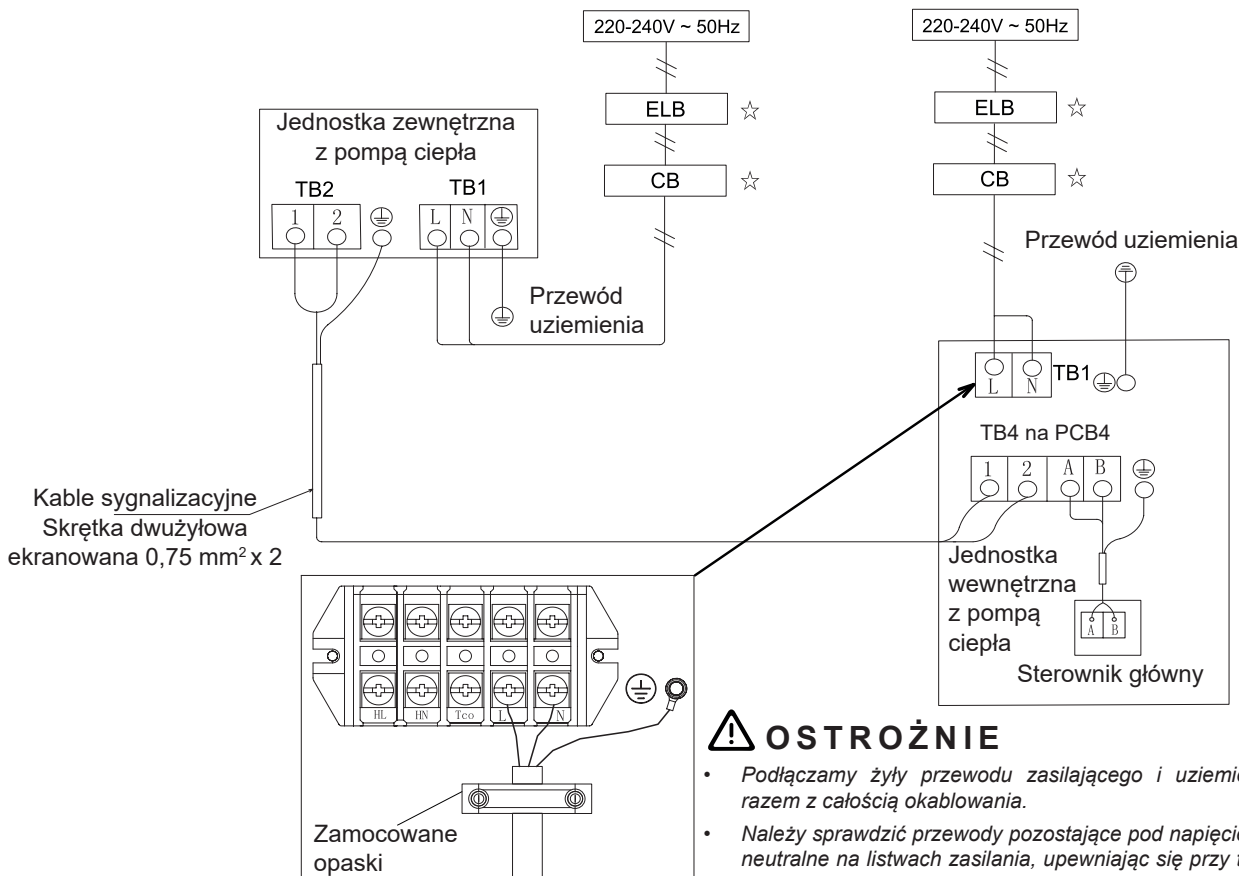 220-240V ~ 50Hz
220-240V ~ 50Hz
ELB ☆
ELB ☆
CB ☆
CB ☆
Jednostka zewnętrzna
z pompą ciepła
TB2
TB1
1 2
L N
Przewód
uziemienia
Przewód uziemienia
L N
TB1
TB4 na PCB4
1 2 A B
Kable sygnalizacyjne
Skrętka dwużyłowa
ekranowana 0,75 mm² x 2
Jednostka
wewnętrzna
z pompą
ciepła
A B
Sterownik główny
HL HN Tco L N
Zamocowane
opaski
OSTROŻNIE
• Podłączamy żyły przewodu zasilającego i uziemie
razem z całością okablowania.
• Należy sprawdzić przewody pozostające pod napięcie
neutralne na listwach zasilania, upewniając się przy t